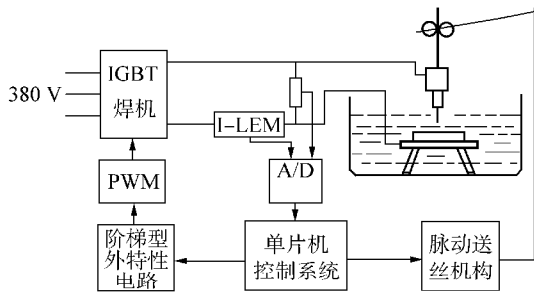 380 V
IGBT
焊机
I-LEM
PWM
A/D
阶梯型
外特性
电路
单片机
控制系统
脉动送
丝机构